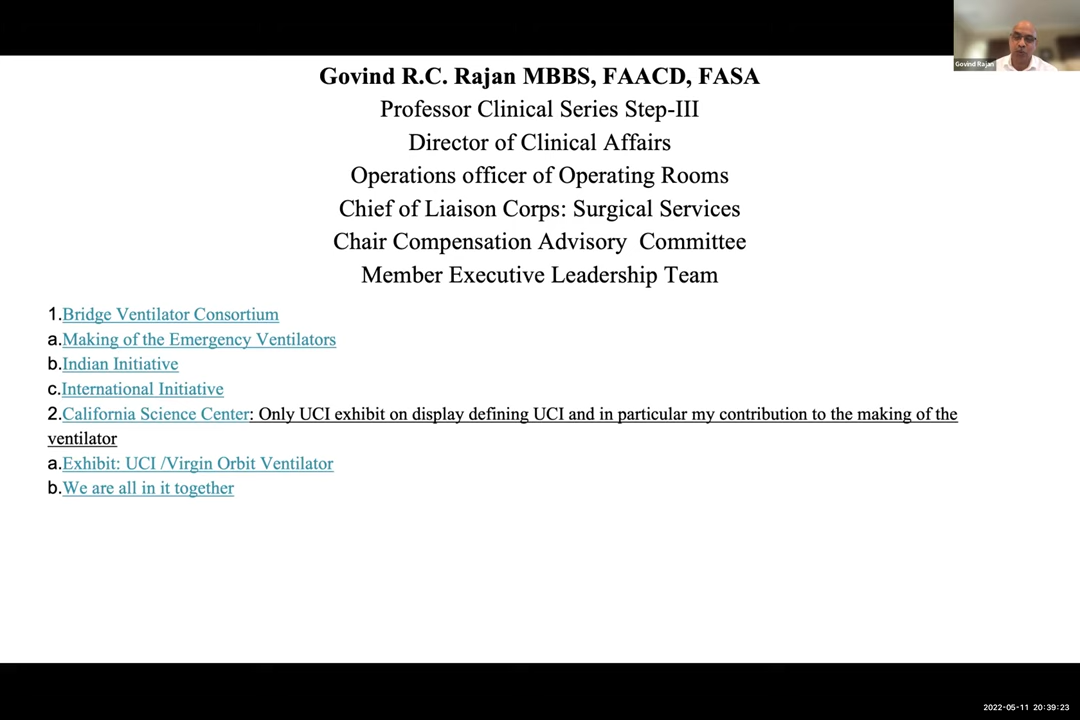 Govind Rajan
Govind R.C. Rajan MBBS, FAACD, FASA
Professor Clinical Series Step-III
Director of Clinical Affairs
Operations officer of Operating Rooms
Chief of Liaison Corps: Surgical Services
Chair Compensation Advisory Committee
Member Executive Leadership Team
1.Bridge Ventilator Consortium
a.Making of the Emergency Ventilators
b.Indian Initiative
c.International Initiative
2.California Science Center: Only UCI exhibit on display defining UCI and in particular my contribution to the making of the
ventilator
a.Exhibit: UCI /Virgin Orbit Ventilator
b.We are all in it together
2022-05-11 20:39:23